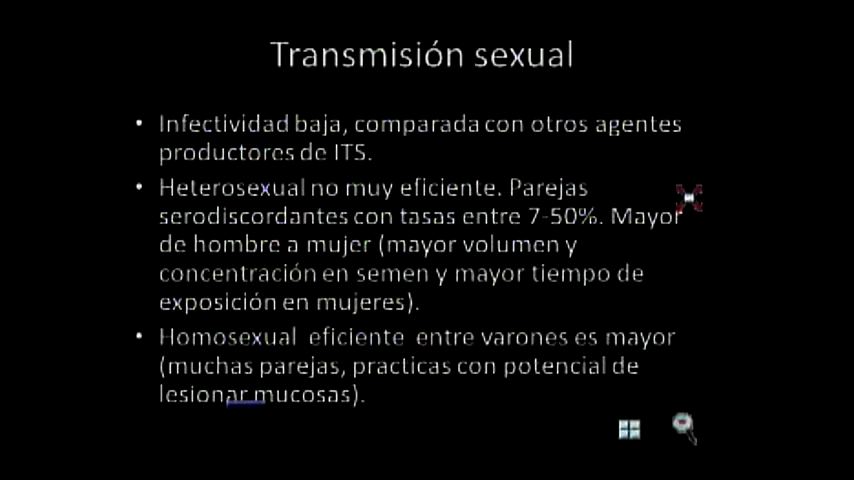 Transmisión sexual
• Infectividad baja, comparada con otros agentes
productores de ITS.
• Heterosexual no muy eficiente. Parejas
serodiscordantes con tasas entre 7-50%. Mayor
de hombre a mujer (mayor volumen y
concentración en semen y mayor tiempo de
exposición en mujeres).
• Homosexual eficiente entre varones es mayor
(muchas parejas, practicas con potencial de
lesionar mucosas).